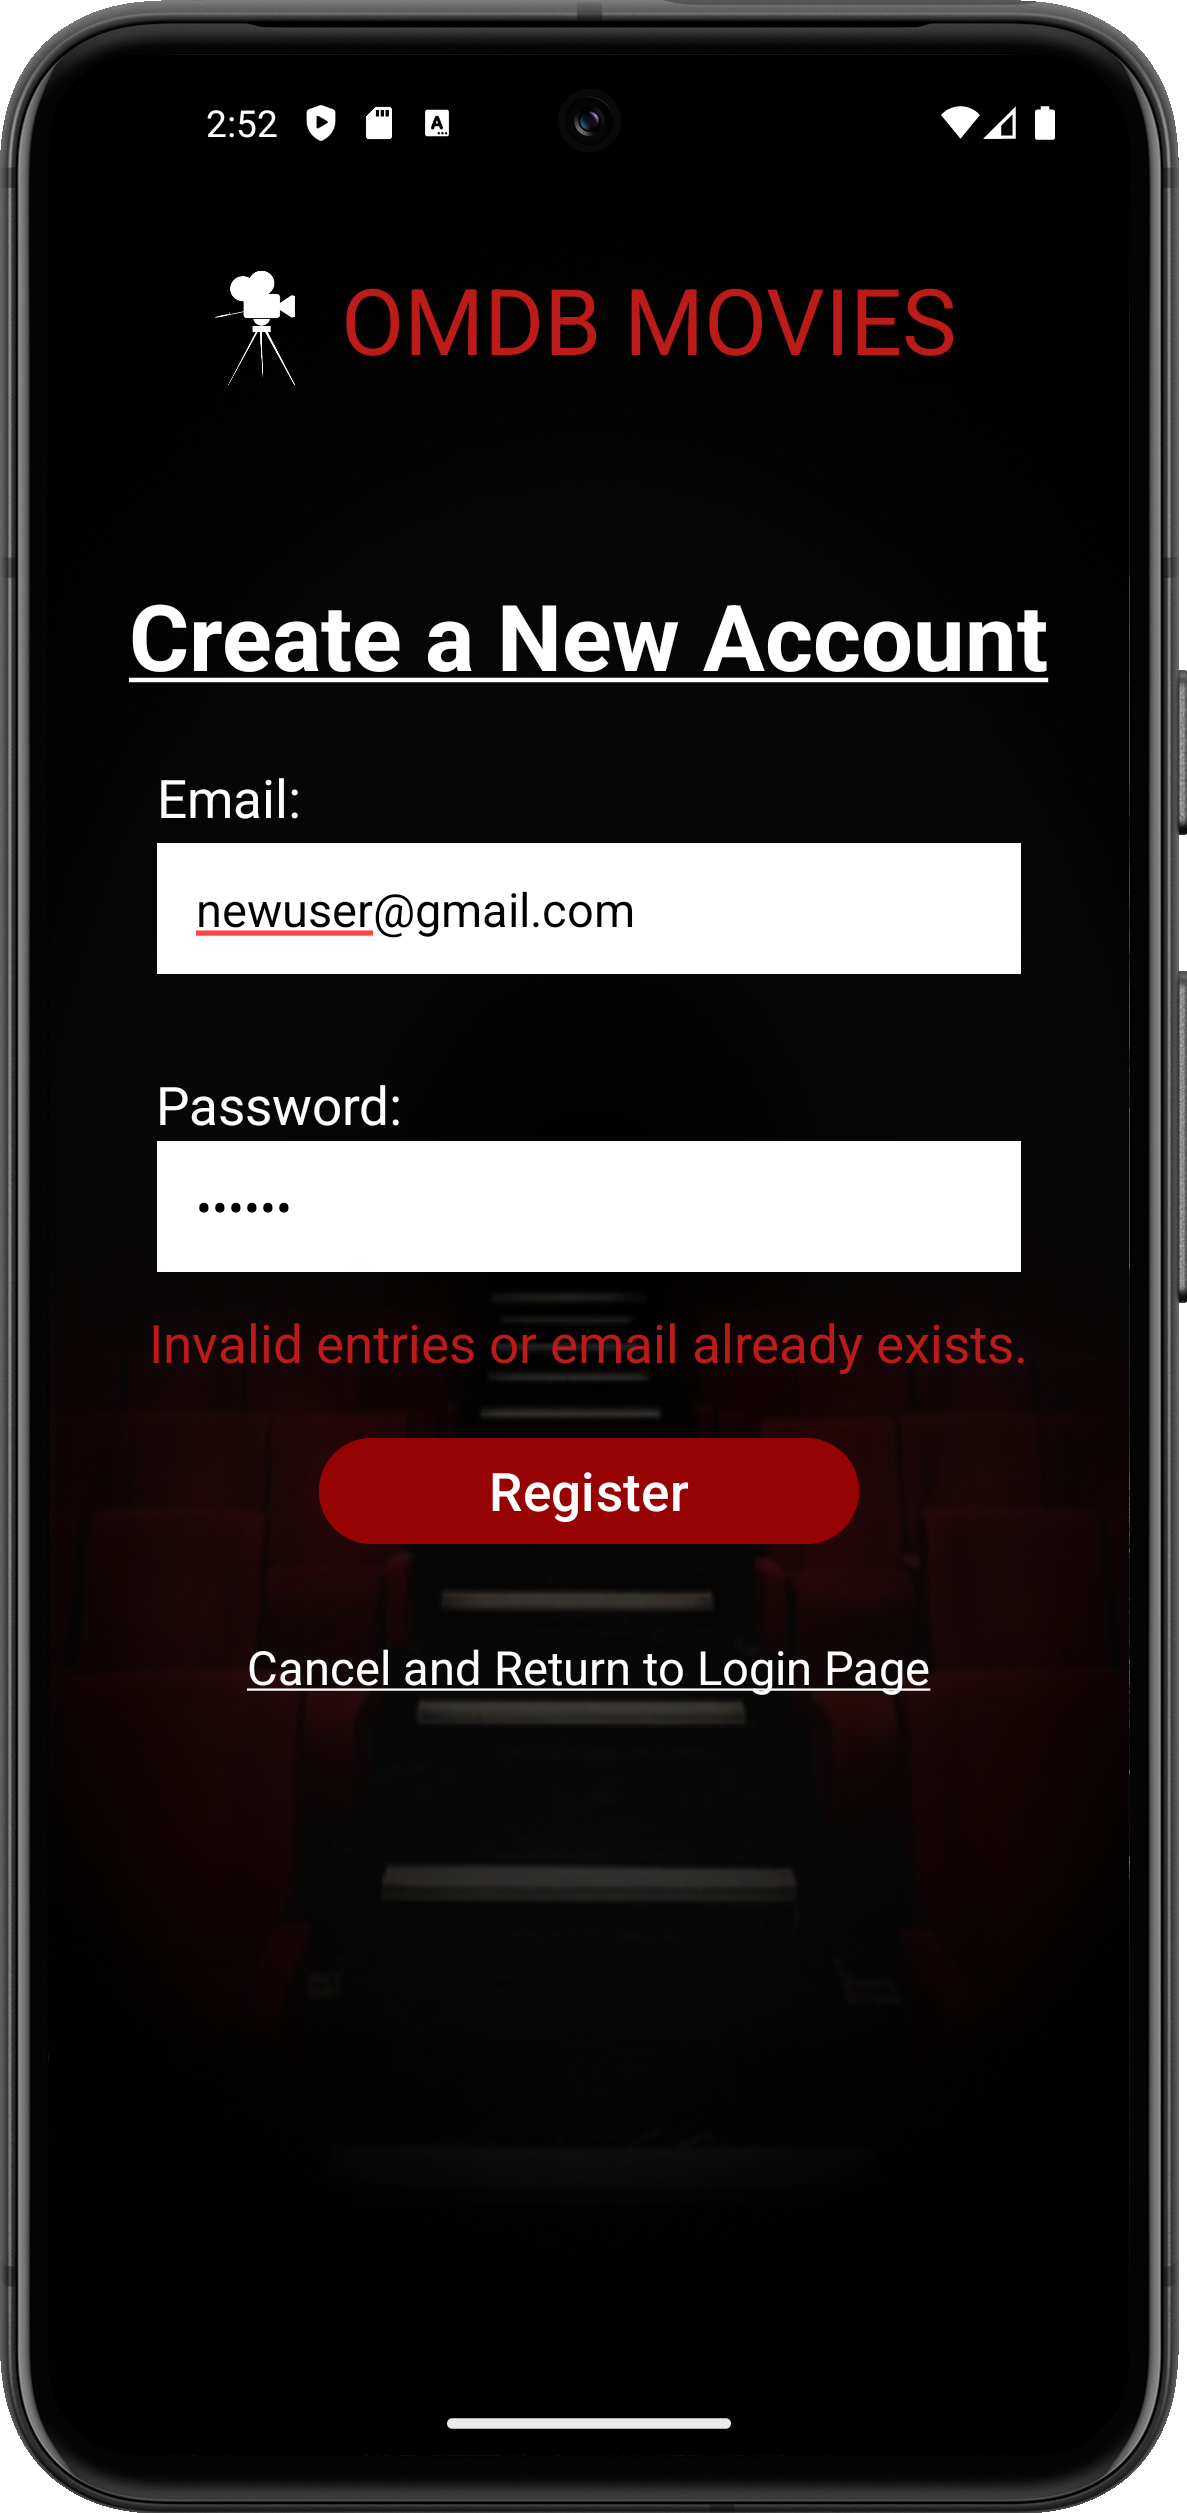 2:52
OMDB MOVIES
Create a New Account
Email:
newuser@gmail.com
Password:
••••••
Invalid entries or email already exists.
Register
Cancel and Return to Login Page